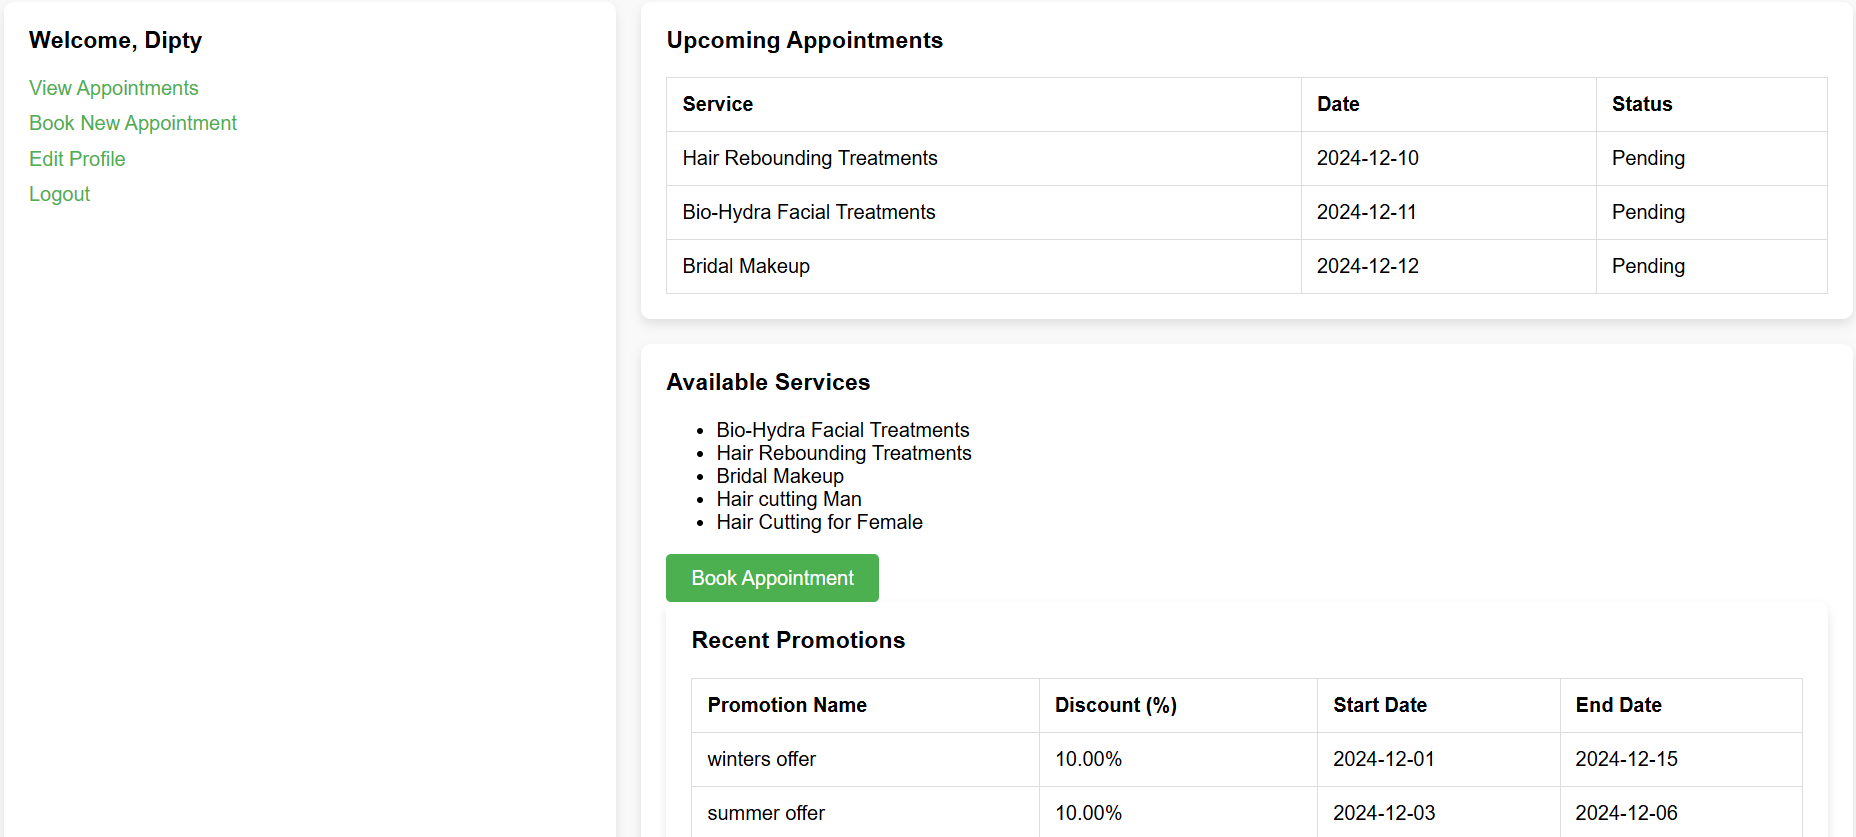 Welcome, Dipty
View Appointments
Book New Appointment
Edit Profile
Logout
Upcoming Appointments
Service Date Status
Hair Rebounding Treatments 2024-12-10 Pending
Bio-Hydra Facial Treatments 2024-12-11 Pending
Bridal Makeup 2024-12-12 Pending
Available Services
• Bio-Hydra Facial Treatments
• Hair Rebounding Treatments
• Bridal Makeup
• Hair cutting Man
• Hair Cutting for Female
Book Appointment
Recent Promotions
Promotion Name Discount (%) Start Date End Date
winters offer 10.00% 2024-12-01 2024-12-15
summer offer 10.00% 2024-12-03 2024-12-06